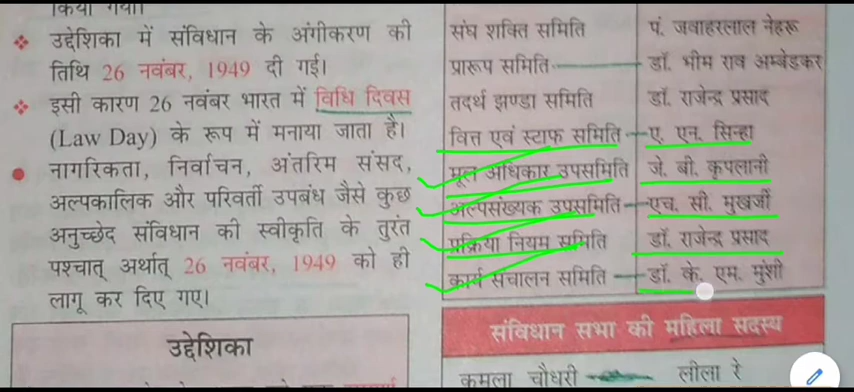 किया गया।
❖ उद्देशिका में संविधान के अंगीकरण की
तिथि 26 नवंबर, 1949 दी गई।
❖ इसी कारण 26 नवंबर भारत में विधि दिवस
(Law Day) के रूप में मनाया जाता है।
● नागरिकता, निर्वाचन, अंतरिम संसद,
अल्पकालिक और परिवर्ती उपबंध जैसे कुछ
अनुच्छेद संविधान की स्वीकृति के तुरंत
पश्चात् अर्थात् 26 नवंबर, 1949 को ही
लागू कर दिए गए।
उद्देशिका
संघ शक्ति समिति पं. जवाहरलाल नेहरू
प्रारूप समिति डॉ. भीम राव अम्बेडकर
तदर्थ झण्डा समिति डॉ. राजेन्द्र प्रसाद
वित्त एवं स्टाफ समिति ए. एन. सिन्हा
मूल अधिकार उपसमिति जे. बी. कृपलानी
अल्पसंख्यक उपसमिति एच. सी. मुखर्जी
प्रक्रिया नियम समिति डॉ. राजेन्द्र प्रसाद
कार्य संचालन समिति डॉ. के. एम. मुंशी
संविधान सभा की महिला सदस्य
कमला चौधरी लीला रे